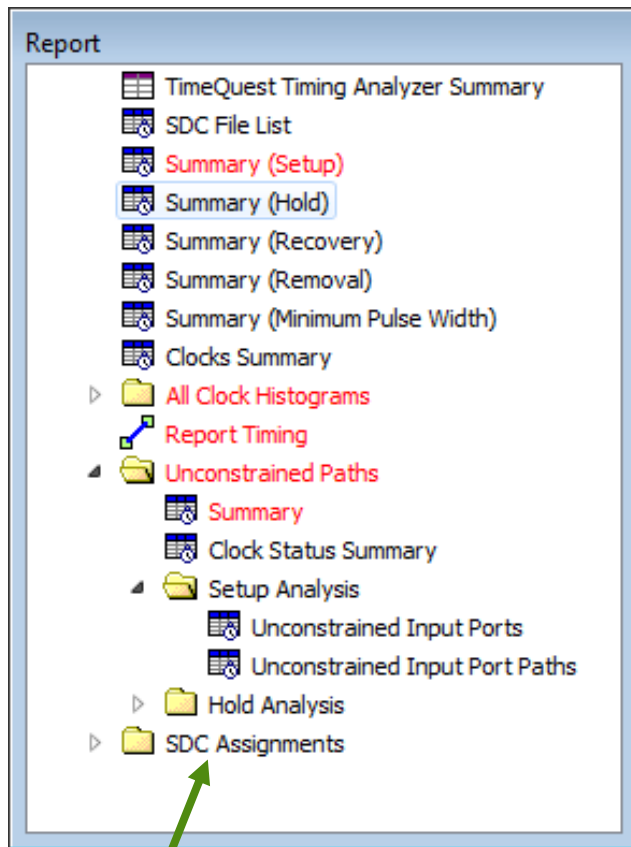 Report
TimeQuest Timing Analyzer Summary
SDC File List
Summary (Setup)
Summary (Hold)
Summary (Recovery)
Summary (Removal)
Summary (Minimum Pulse Width)
Clocks Summary
All Clock Histograms
Report Timing
Unconstrained Paths
Summary
Clock Status Summary
Setup Analysis
Unconstrained Input Ports
Unconstrained Input Port Paths
Hold Analysis
SDC Assignments